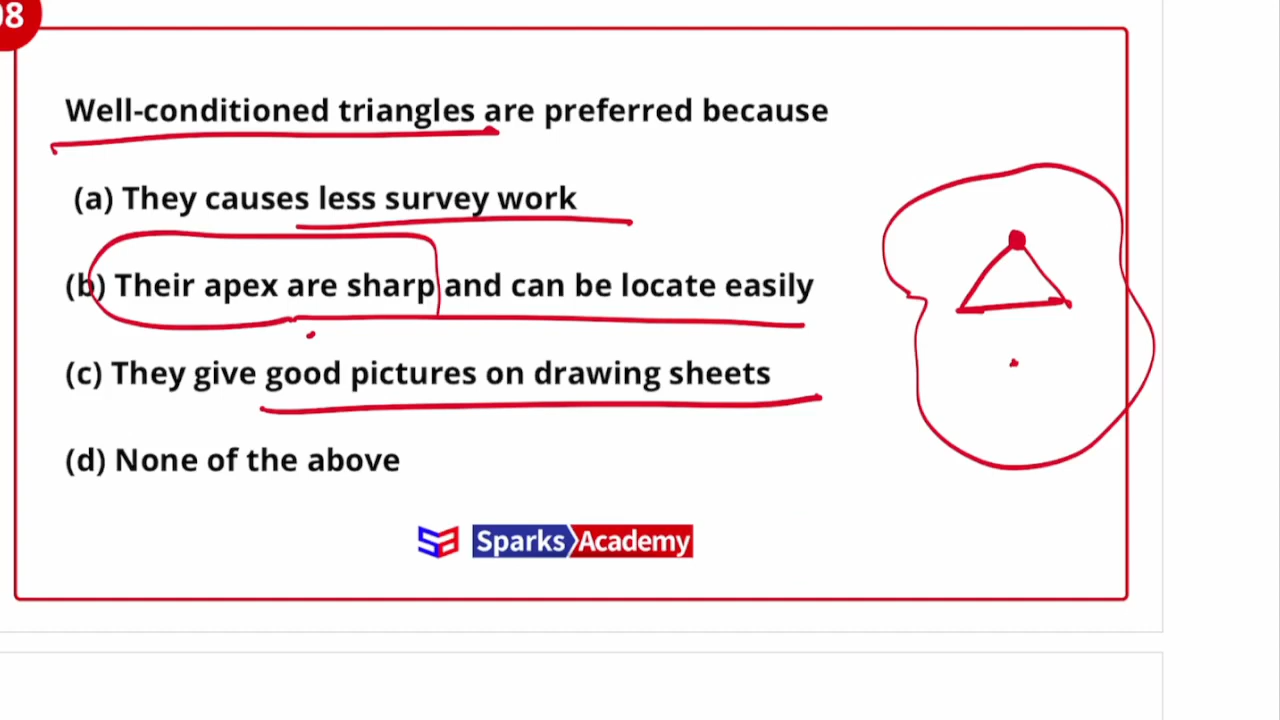 08
Well-conditioned triangles are preferred because
(a) They causes less survey work
(b) Their apex are sharp and can be locate easily
(c) They give good pictures on drawing sheets
(d) None of the above
Sparks Academy